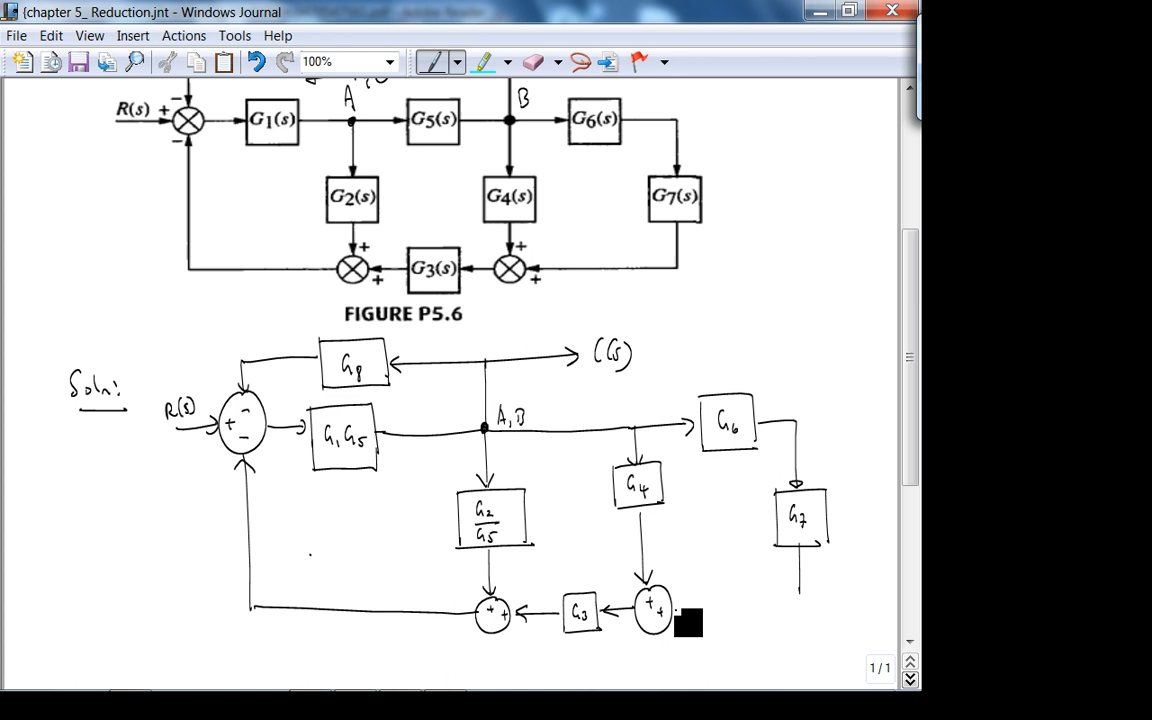 {chapter 5_ Reduction.jnt - Windows Journal
File Edit View Insert Actions Tools Help
100%
A
B
R(s) + − −
G1(s) G5(s) G6(s)
G2(s) G4(s) G7(s)
+ +
G3(s)
+ +
FIGURE P5.6
G8 C(s)
Soln:
R(s) + - - G1G5 A,B G6
G4
G2/G5 G7
+ + G3 + +
1 / 1